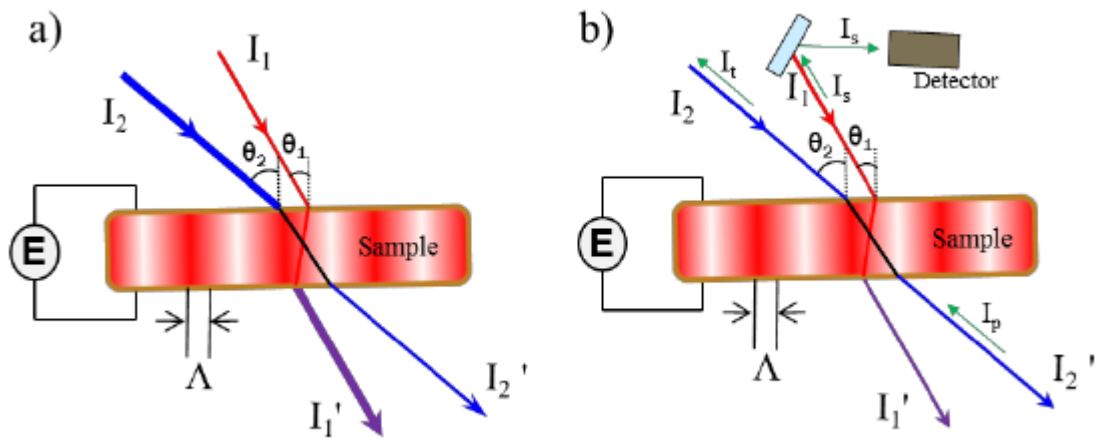 a)
I₁
I₂
θ₂
θ₁
E
Sample
Λ
I₂ '
I₁'
b)
Iₛ
Detector
Iₜ
I₁
Iₛ
I₂
θ₂
θ₁
E
Sample
Iₚ
Λ
I₂ '
I₁'